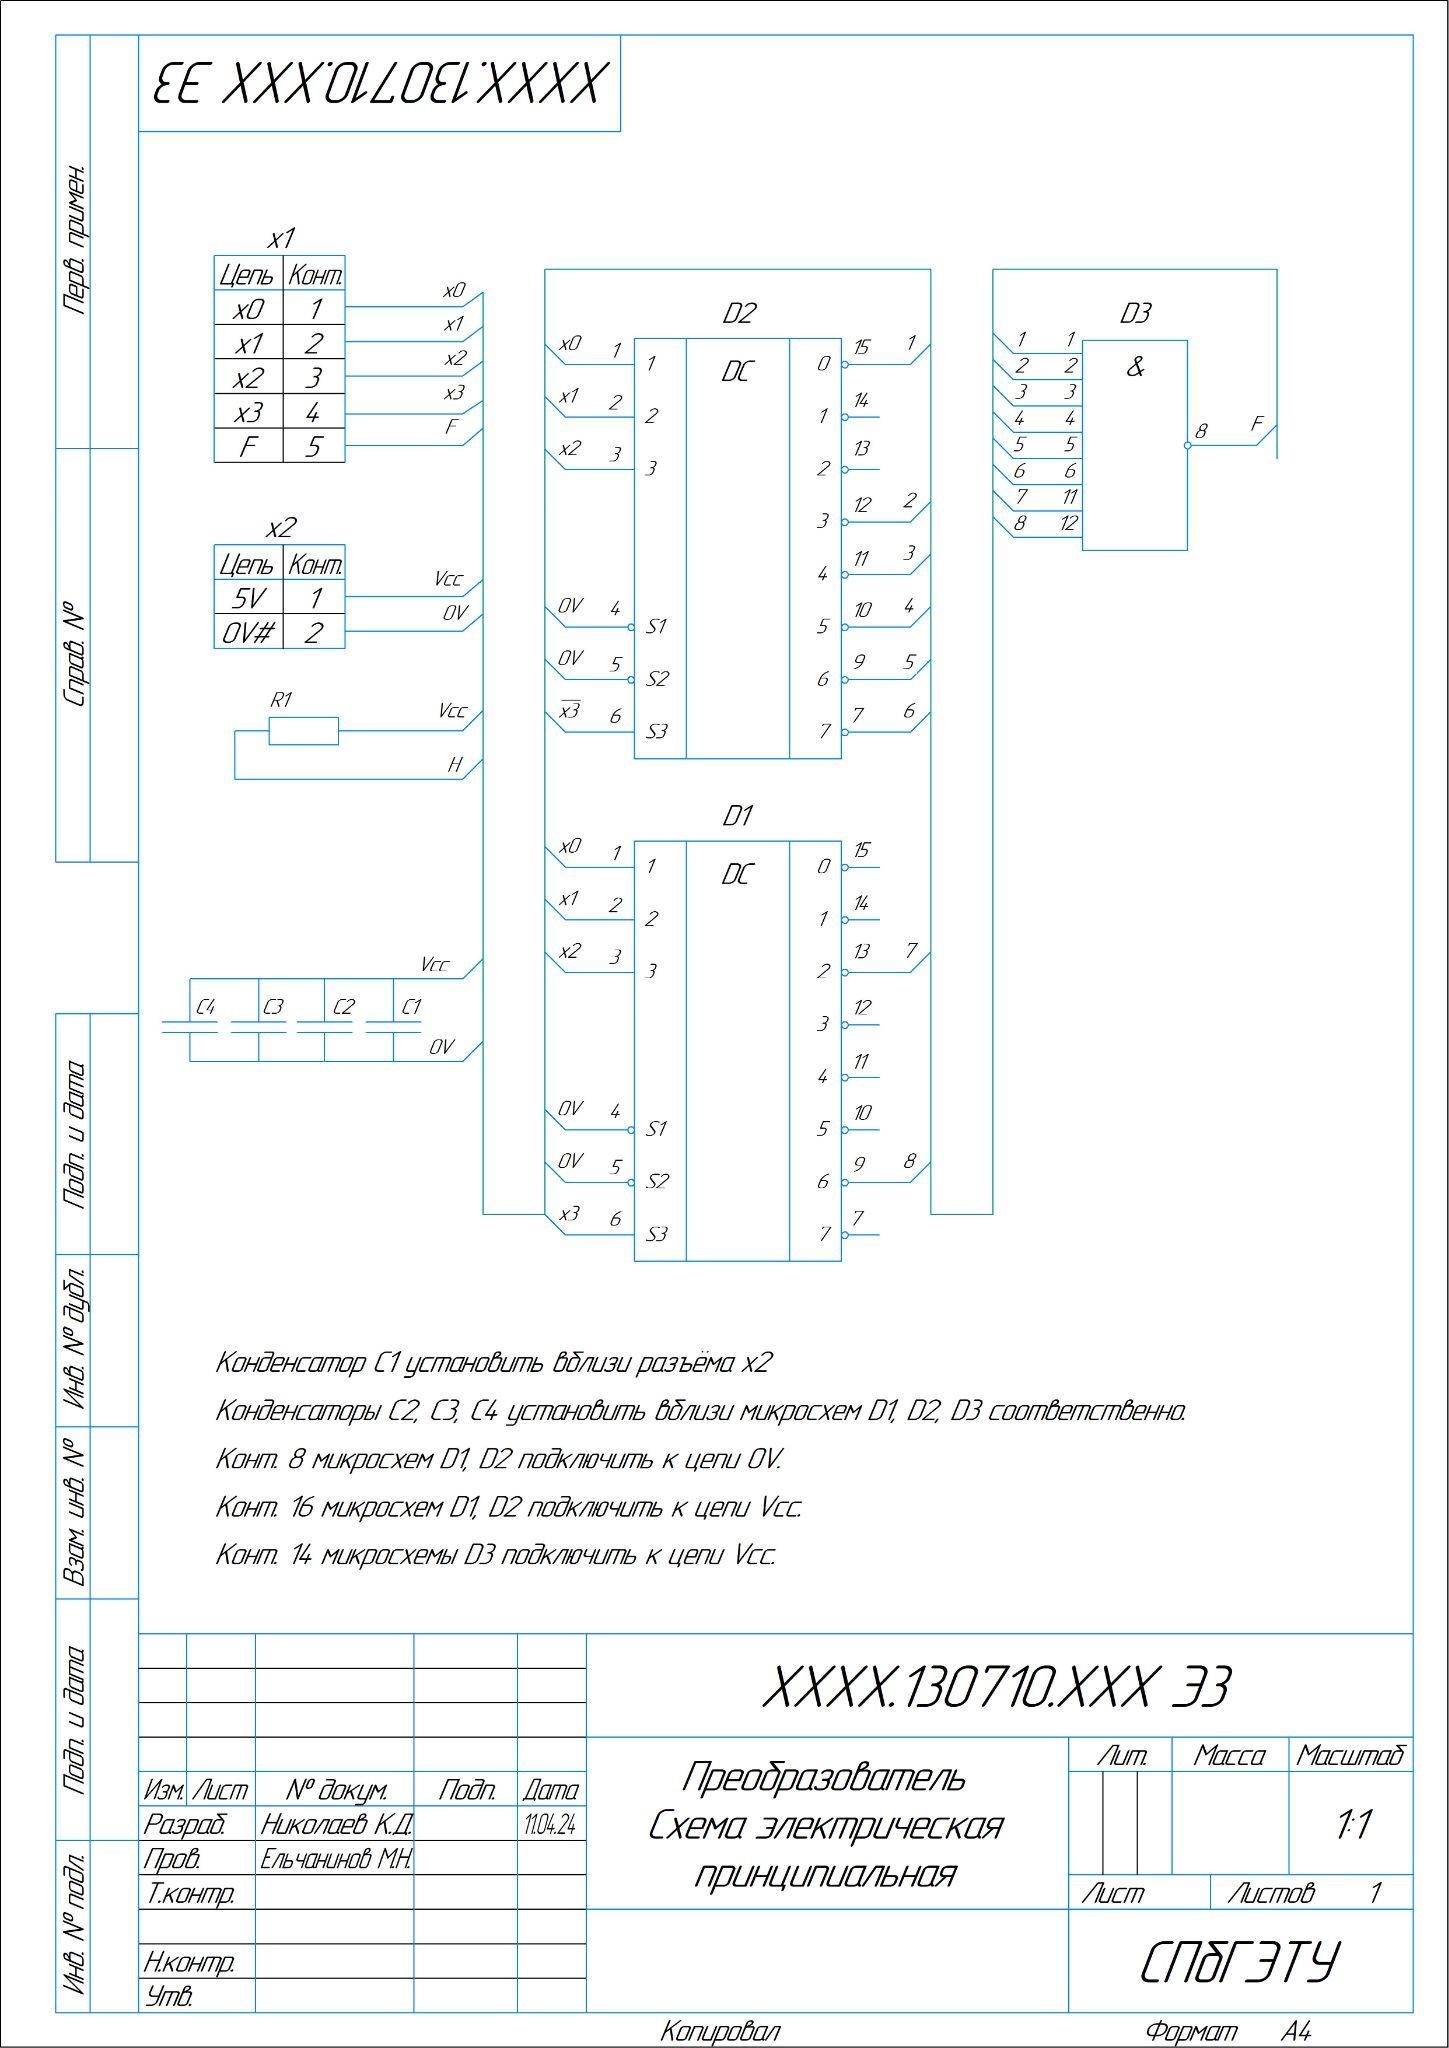 XXXX.130710.XXX ЭЗ
Перв. примен.
Справ. №
Подп. и дата
Инв. № дубл.
Взам. инв. №
Подп. и дата
Инв. № подл.
x1
Цепь Конт.
x0 1
x1 2
x2 3
x3 4
F 5
x0
x1
x2
x3
F
x2
Цепь Конт.
5V 1
0V# 2
Vcc
0V
R1
Vcc
H
Vcc
C4 C3 C2 C1
0V
D2
DC
x0 1 1 0 15 1
x1 2 2 1 14
x2 3 3 2 13
3 12 2
4 11 3
0V 4 S1 5 10 4
0V 5 S2 6 9 5
x3 6 S3 7 7 6
D1
DC
x0 1 1 0 15
x1 2 2 1 14
x2 3 3 2 13 7
3 12
4 11
0V 4 S1 5 10
0V 5 S2 6 9 8
x3 6 S3 7 7
D3
&
1 1
2 2
3 3
4 4
5 5
6 6
7 11
8 12
8 F
Конденсатор C1 установить вблизи разъёма x2
Конденсаторы C2, C3, C4 установить вблизи микросхем D1, D2, D3 соответственно.
Конт. 8 микросхем D1, D2 подключить к цепи 0V.
Конт. 16 микросхем D1, D2 подключить к цепи Vcc.
Конт. 14 микросхемы D3 подключить к цепи Vcc.
XXXX.130710.XXX ЭЗ
Изм. Лист № докум. Подп. Дата
Разраб. Николаев К.Д. 11.04.24
Пров. Ельчанинов М.Н.
Т.контр.
Н.контр.
Утв.
Преобразователь
Схема электрическая
принципиальная
Лит. Масса Масштаб
1:1
Лист Листов 1
СПбГЭТУ
Копировал Формат A4